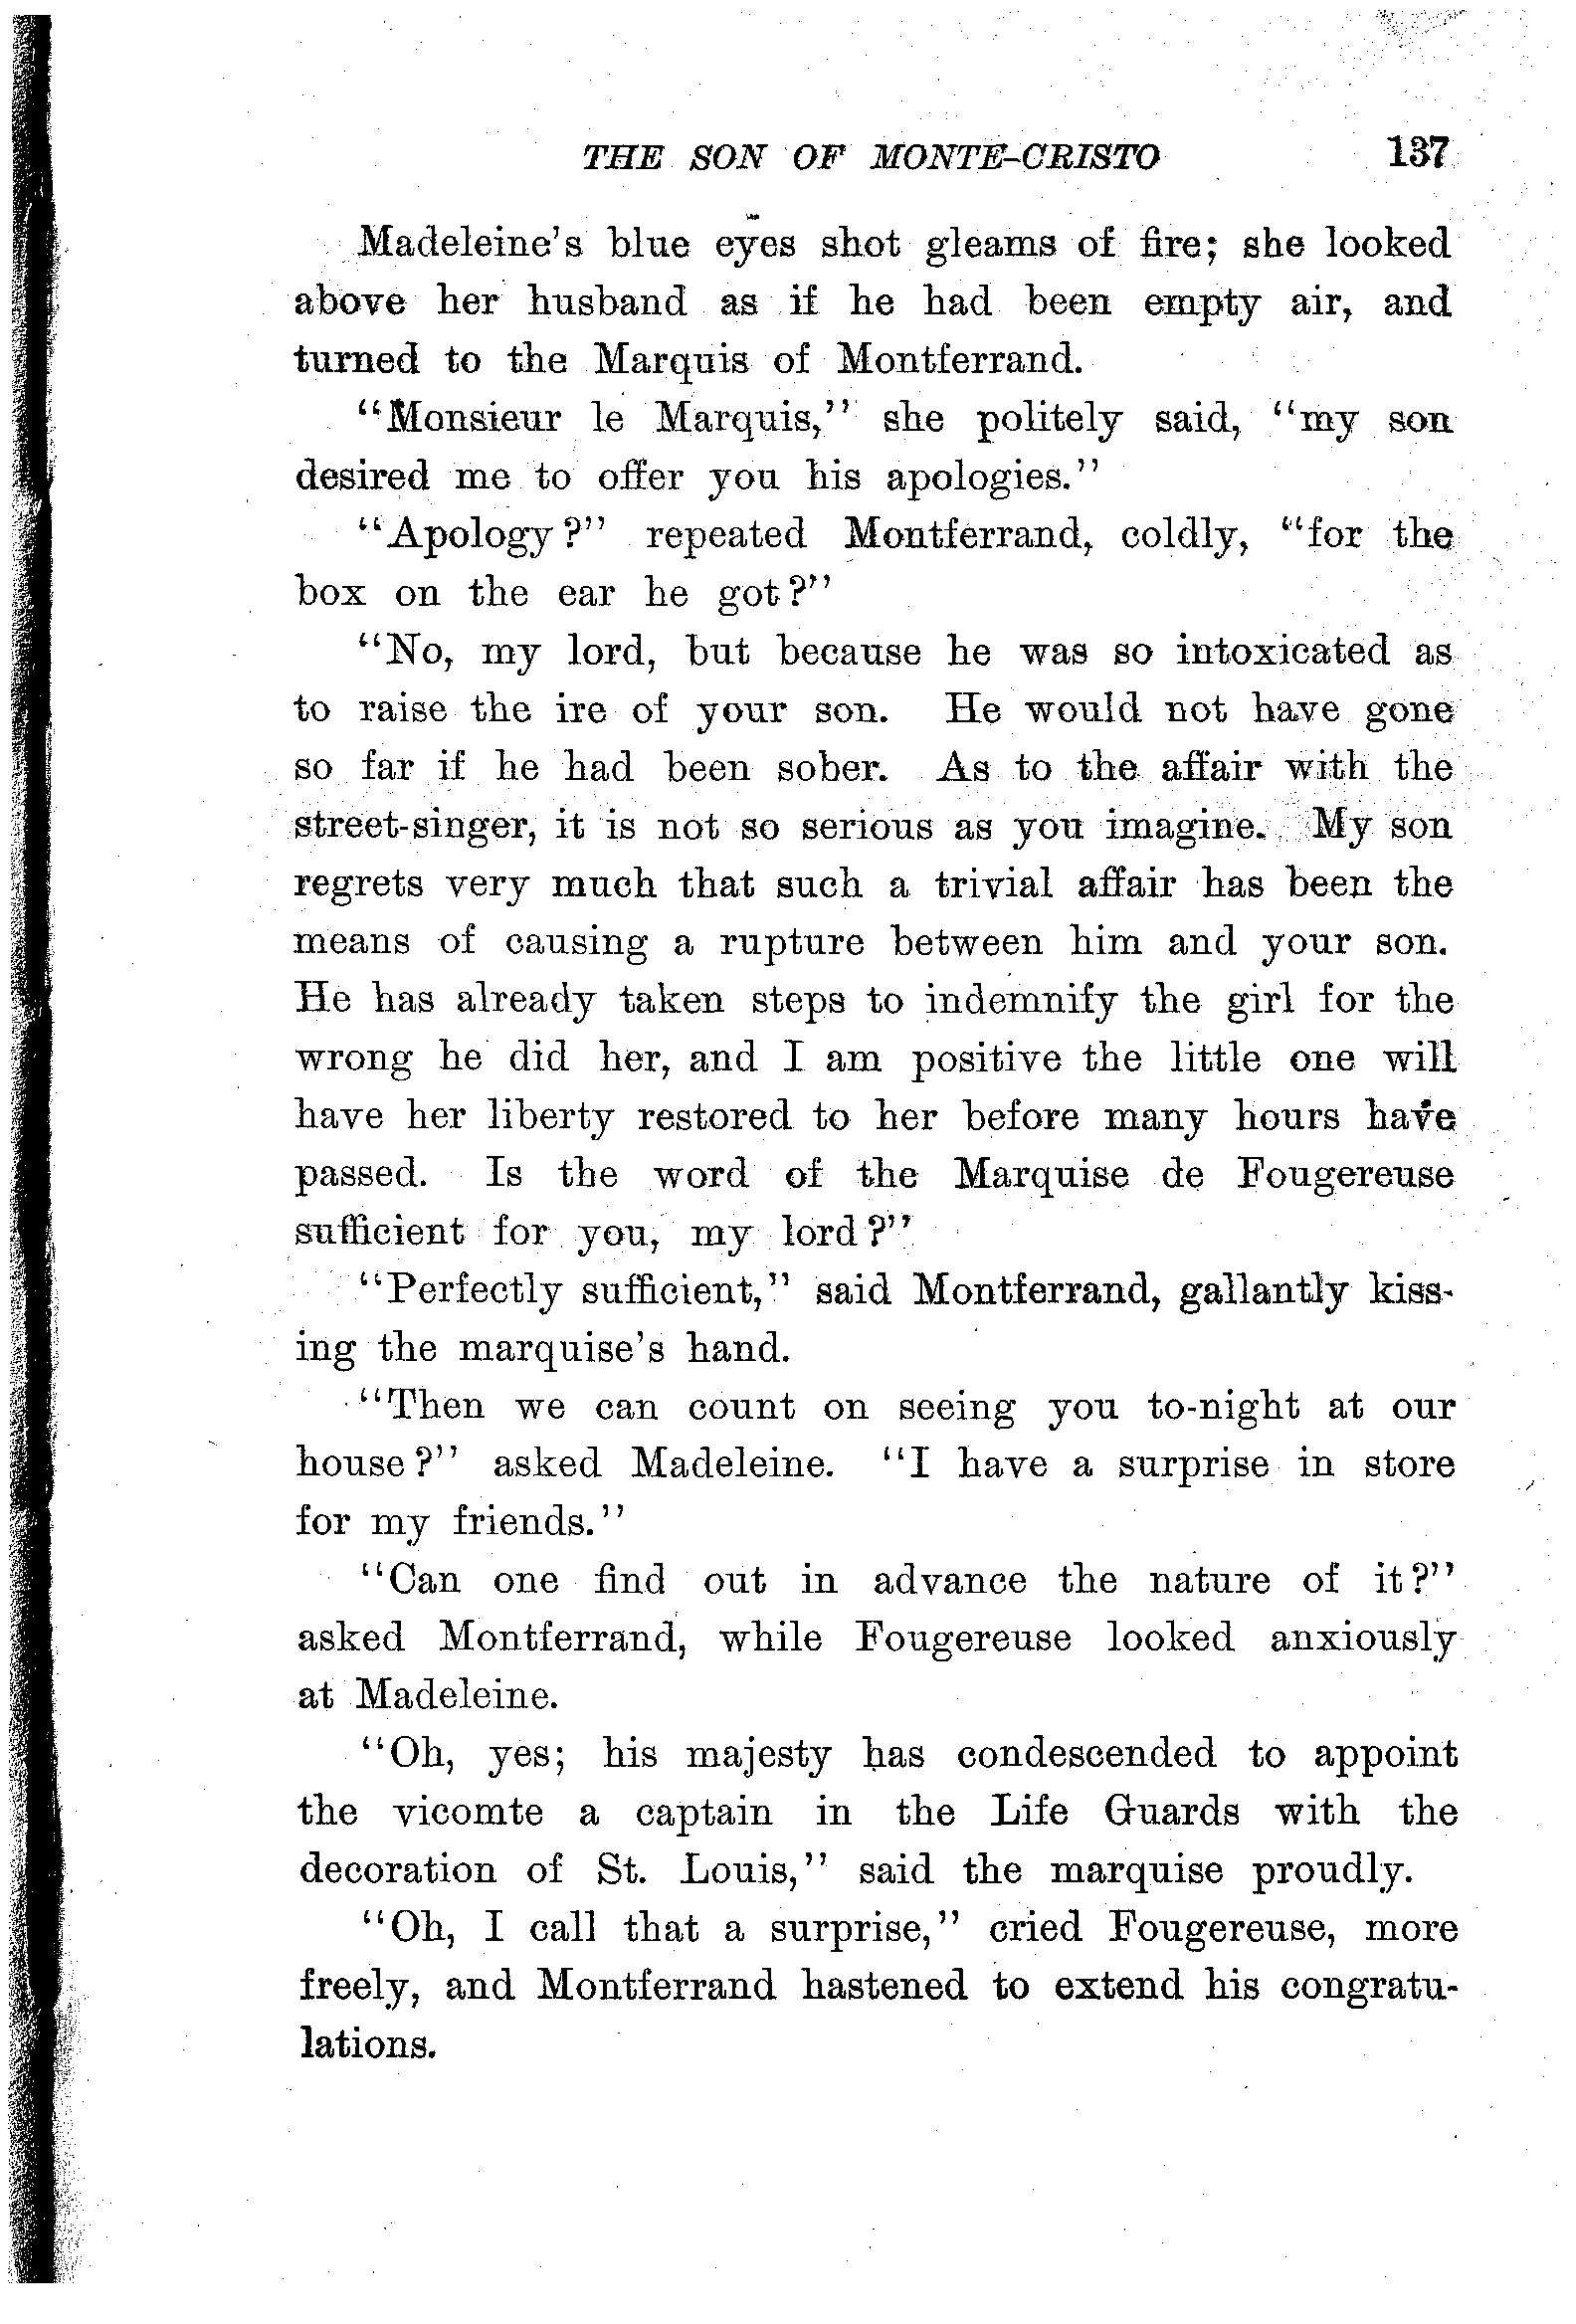 THE SON OF MONTE-CRISTO 137
Madeleine's blue eyes shot gleams of fire; she looked
above her husband as if he had been empty air, and
turned to the Marquis of Montferrand.
"Monsieur le Marquis," she politely said, "my son
desired me to offer you his apologies."
"Apology?" repeated Montferrand, coldly, "for the
box on the ear he got?"
"No, my lord, but because he was so intoxicated as
to raise the ire of your son. He would not have gone
so far if he had been sober. As to the affair with the
street-singer, it is not so serious as you imagine. My son
regrets very much that such a trivial affair has been the
means of causing a rupture between him and your son.
He has already taken steps to indemnify the girl for the
wrong he did her, and I am positive the little one will
have her liberty restored to her before many hours have
passed. Is the word of the Marquise de Fougereuse
sufficient for you, my lord?"
"Perfectly sufficient," said Montferrand, gallantly kiss-
ing the marquise's hand.
"Then we can count on seeing you to-night at our
house?" asked Madeleine. "I have a surprise in store
for my friends."
"Can one find out in advance the nature of it?"
asked Montferrand, while Fougereuse looked anxiously
at Madeleine.
"Oh, yes; his majesty has condescended to appoint
the vicomte a captain in the Life Guards with the
decoration of St. Louis," said the marquise proudly.
"Oh, I call that a surprise," cried Fougereuse, more
freely, and Montferrand hastened to extend his congratu-
lations.